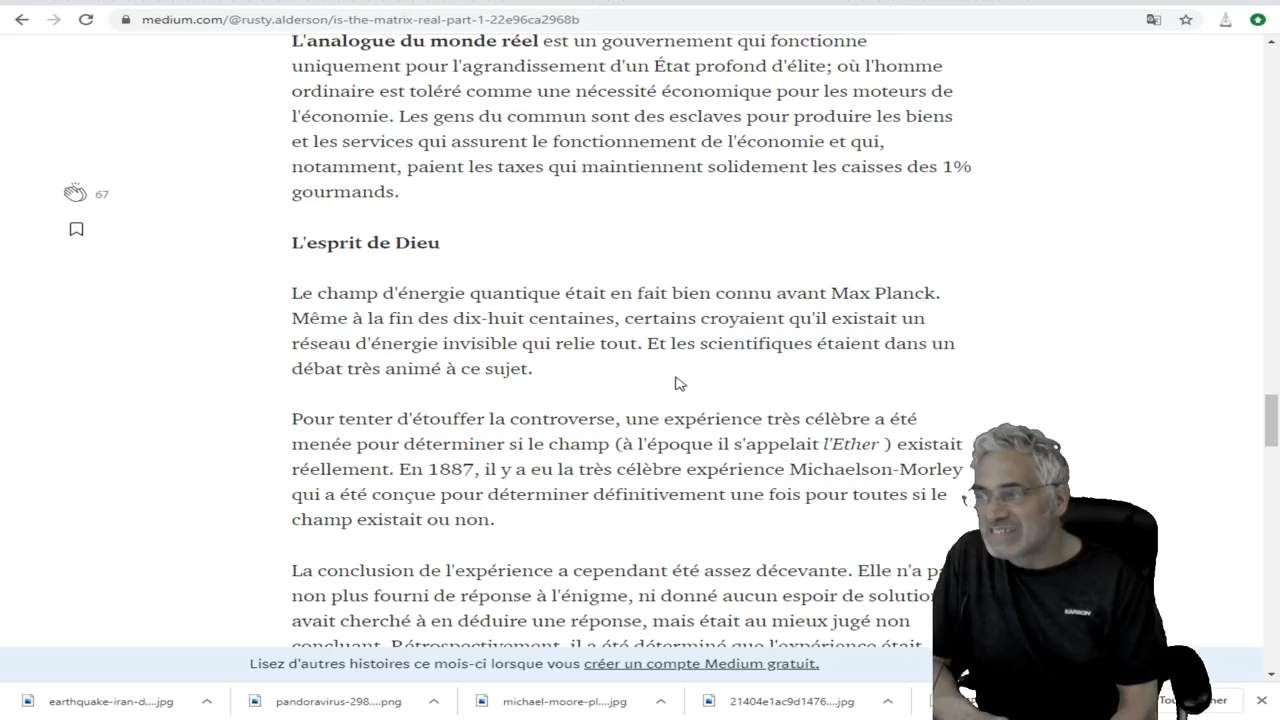 medium.com/@rusty.alderson/is-the-matrix-real-part-1-22e96ca2968b
L'analogue du monde réel est un gouvernement qui fonctionne
uniquement pour l'agrandissement d'un État profond d'élite; où l'homme
ordinaire est toléré comme une nécessité économique pour les moteurs de
l'économie. Les gens du commun sont des esclaves pour produire les biens
et les services qui assurent le fonctionnement de l'économie et qui,
notamment, paient les taxes qui maintiennent solidement les caisses des 1%
gourmands.
67
L'esprit de Dieu
Le champ d'énergie quantique était en fait bien connu avant Max Planck.
Même à la fin des dix-huit centaines, certains croyaient qu'il existait un
réseau d'énergie invisible qui relie tout. Et les scientifiques étaient dans un
débat très animé à ce sujet.
Pour tenter d'étouffer la controverse, une expérience très célèbre a été
menée pour déterminer si le champ (à l'époque il s'appelait l'Ether ) existait
réellement. En 1887, il y a eu la très célèbre expérience Michaelson-Morley
qui a été conçue pour déterminer définitivement une fois pour toutes si le
champ existait ou non.
La conclusion de l'expérience a cependant été assez décevante. Elle n'a
non plus fourni de réponse à l'énigme, ni donné aucun espoir de
avait cherché à en déduire une réponse, mais était au mieux jugé non
concluant. Rétrospectivement, il a été déterminé que l'expérience était
Lisez d'autres histoires ce mois-ci lorsque vous créer un compte Medium gratuit.
earthquake-iran-d....jpg
pandoravirus-298....png
michael-moore-pl....jpg
21404e1ac9d1476....jpg
KARBON